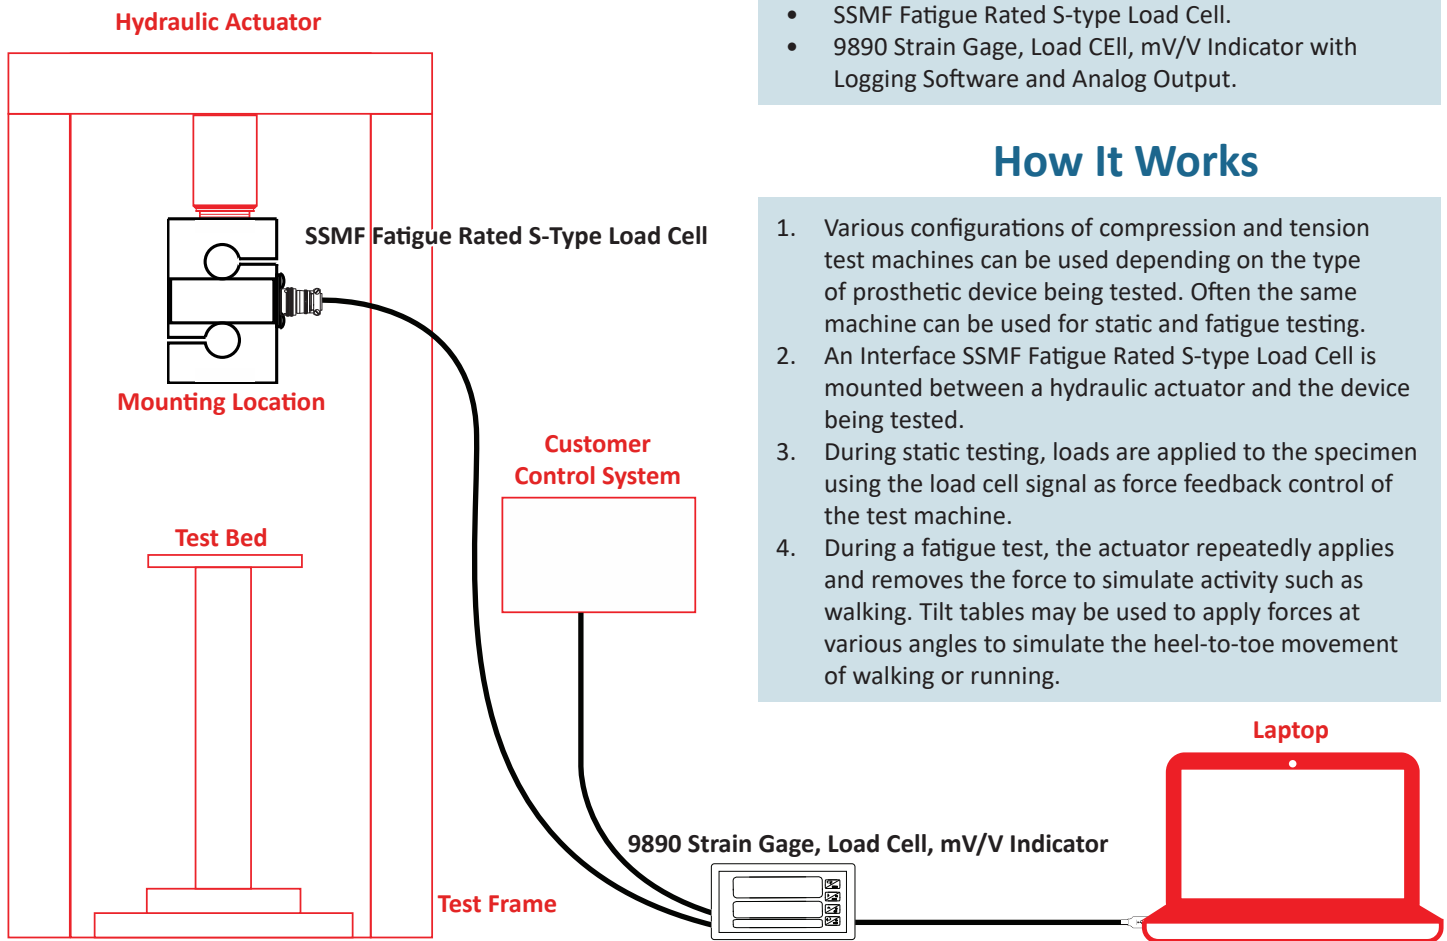 Hydraulic Actuator
SSMF Fatigue Rated S-Type Load Cell
Mounting Location
Customer
Control System
Test Bed
Test Frame
9890 Strain Gage, Load Cell, mV/V Indicator
Laptop
• SSMF Fatigue Rated S-type Load Cell.
• 9890 Strain Gage, Load CEll, mV/V Indicator with
Logging Software and Analog Output.
How It Works
1. Various configurations of compression and tension
test machines can be used depending on the type
of prosthetic device being tested. Often the same
machine can be used for static and fatigue testing.
2. An Interface SSMF Fatigue Rated S-type Load Cell is
mounted between a hydraulic actuator and the device
being tested.
3. During static testing, loads are applied to the specimen
using the load cell signal as force feedback control of
the test machine.
4. During a fatigue test, the actuator repeatedly applies
and removes the force to simulate activity such as
walking. Tilt tables may be used to apply forces at
various angles to simulate the heel-to-toe movement
of walking or running.